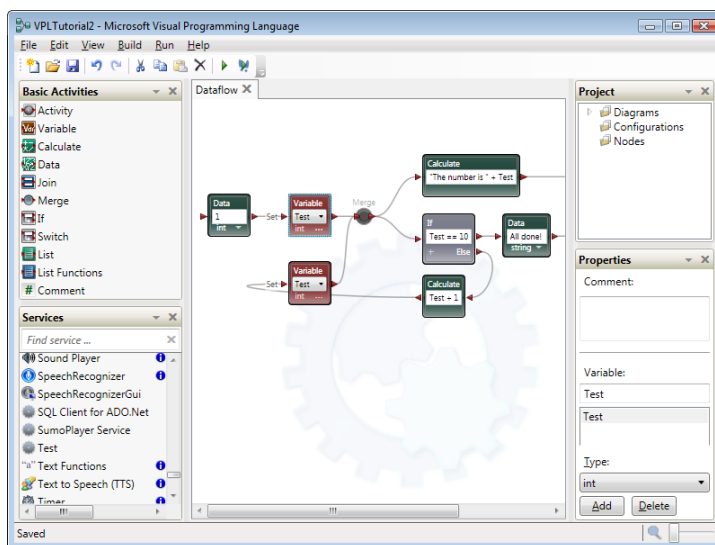 VPLTutorial2 - Microsoft Visual Programming Language
File Edit View Build Run Help
Basic Activities
Activity
Variable
Calculate
Data
Join
Merge
If
Switch
List
List Functions
# Comment
Services
Find service ...
Sound Player
SpeechRecognizer
SpeechRecognizerGui
SQL Client for ADO.Net
SumoPlayer Service
Test
"a" Text Functions
Text to Speech (TTS)
Timer
Dataflow
Data
1
int
Set
Variable
Test
int ...
Merge
Calculate
"The number is " + Test
If
Test == 10
+ Else
Data
All done!
string
Set
Variable
Test
int ...
Calculate
Test + 1
Project
Diagrams
Configurations
Nodes
Properties
Comment:
Variable:
Test
Test
Type:
int
Add Delete
Saved